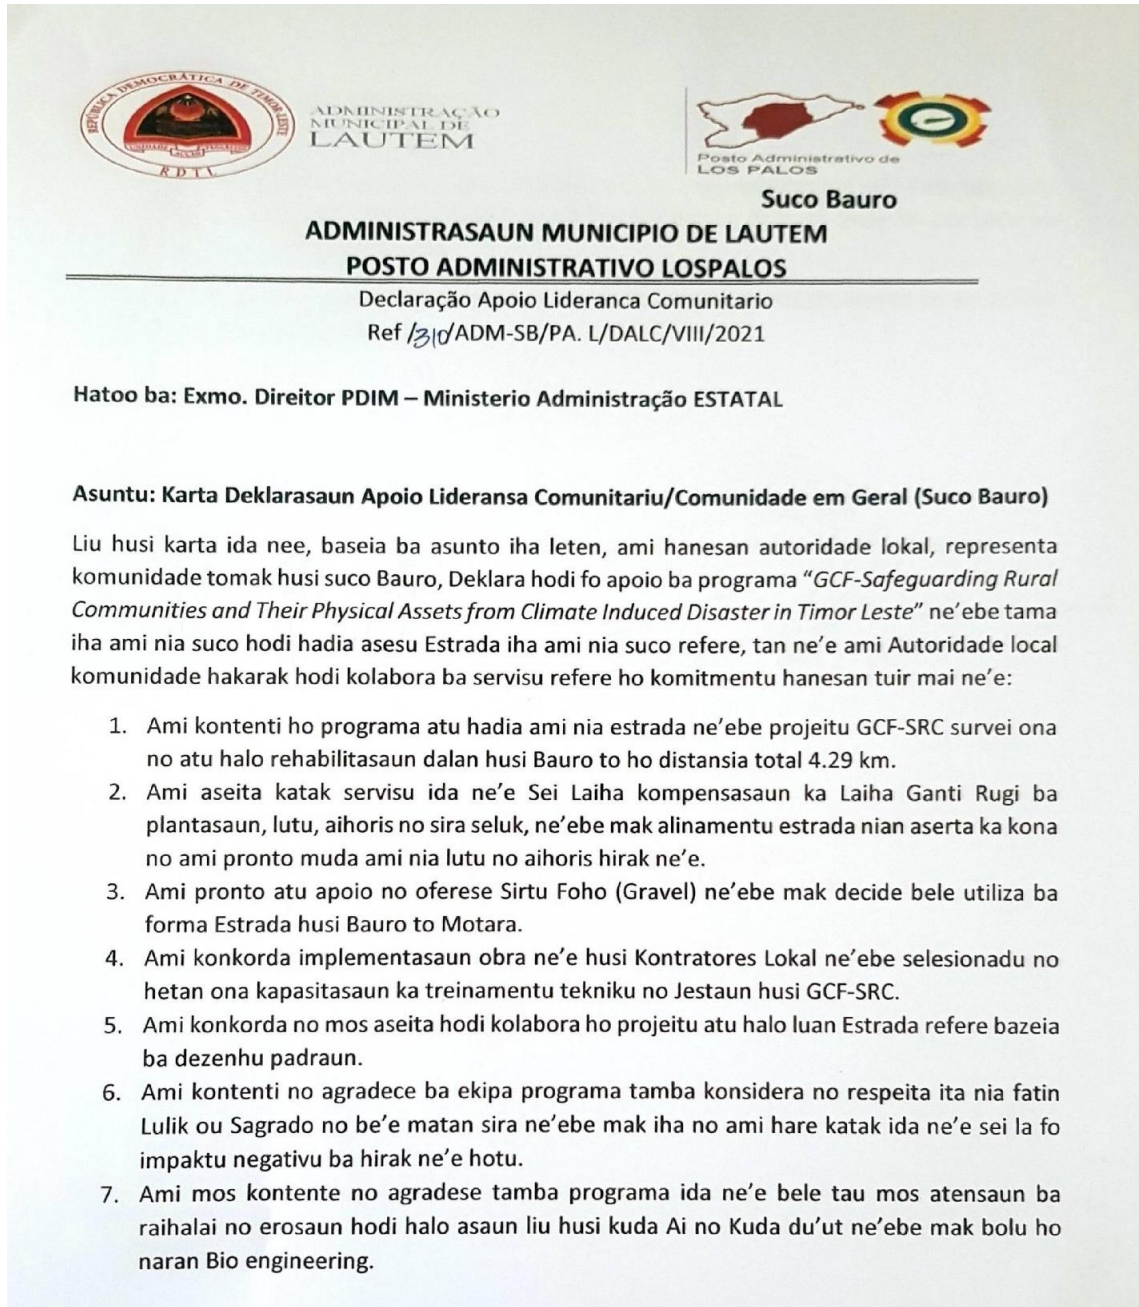 REPÚBLICA DEMOCRÁTICA DE TIMOR-LESTE
RDTL
ADMINISTRAÇÃO
MUNICIPAL DE
LAUTEM
Posto Administrativo de
LOS PALOS
Suco Bauro
ADMINISTRASAUN MUNICIPIO DE LAUTEM
POSTO ADMINISTRATIVO LOSPALOS
Declaração Apoio Lideranca Comunitario
Ref /310/ADM-SB/PA. L/DALC/VIII/2021
Hatoo ba: Exmo. Direitor PDIM – Ministerio Administração ESTATAL
Asuntu: Karta Deklarasaun Apoio Lideransa Comunitariu/Comunidade em Geral (Suco Bauro)
Liu husi karta ida nee, baseia ba asunto iha leten, ami hanesan autoridade lokal, representa
komunidade tomak husi suco Bauro, Deklara hodi fo apoio ba programa “GCF-Safeguarding Rural
Communities and Their Physical Assets from Climate Induced Disaster in Timor Leste” ne’ebe tama
iha ami nia suco hodi hadia asesu Estrada iha ami nia suco refere, tan ne’e ami Autoridade local
komunidade hakarak hodi kolabora ba servisu refere ho komitmentu hanesan tuir mai ne’e:
1. Ami kontenti ho programa atu hadia ami nia estrada ne’ebe projeitu GCF-SRC survei ona
no atu halo rehabilitasaun dalan husi Bauro to ho distansia total 4.29 km.
2. Ami aseita katak servisu ida ne’e Sei Laiha kompensasaun ka Laiha Ganti Rugi ba
plantasaun, lutu, aihoris no sira seluk, ne’ebe mak alinamentu estrada nian aserta ka kona
no ami pronto muda ami nia lutu no aihoris hirak ne’e.
3. Ami pronto atu apoio no oferese Sirtu Foho (Gravel) ne’ebe mak decide bele utiliza ba
forma Estrada husi Bauro to Motara.
4. Ami konkorda implementasaun obra ne’e husi Kontratores Lokal ne’ebe selesionadu no
hetan ona kapasitasaun ka treinamentu tekniku no Jestaun husi GCF-SRC.
5. Ami konkorda no mos aseita hodi kolabora ho projeitu atu halo luan Estrada refere bazeia
ba dezenhu padraun.
6. Ami kontenti no agradece ba ekipa programa tamba konsidera no respeita ita nia fatin
Lulik ou Sagrado no be’e matan sira ne’ebe mak iha no ami hare katak ida ne’e sei la fo
impaktu negativu ba hirak ne’e hotu.
7. Ami mos kontente no agradese tamba programa ida ne’e bele tau mos atensaun ba
raihalai no erosaun hodi halo asaun liu husi kuda Ai no Kuda du’ut ne’ebe mak bolu ho
naran Bio engineering.